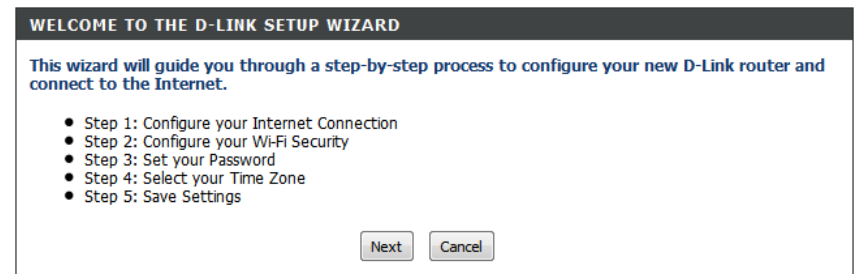 WELCOME TO THE D-LINK SETUP WIZARD
This wizard will guide you through a step-by-step process to configure your new D-Link router and
connect to the Internet.
• Step 1: Configure your Internet Connection
• Step 2: Configure your Wi-Fi Security
• Step 3: Set your Password
• Step 4: Select your Time Zone
• Step 5: Save Settings
Next Cancel